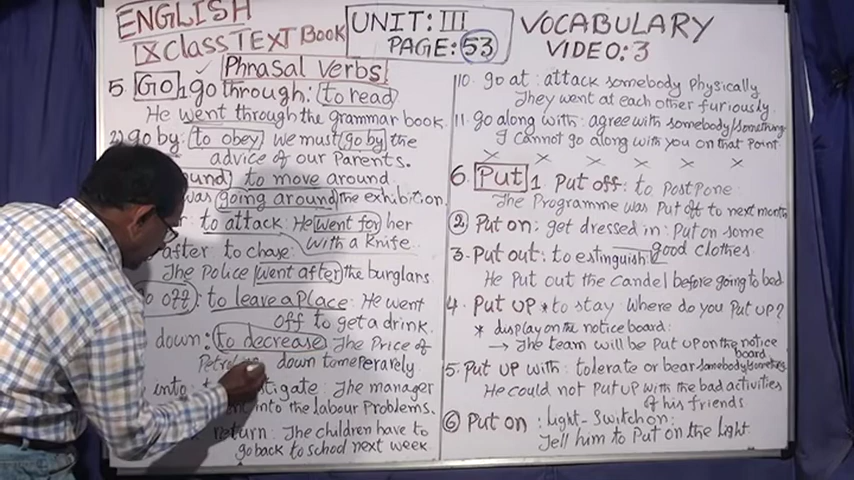 ENGLISH
X Class TEXT Book
UNIT: III
PAGE: 53
VOCABULARY
VIDEO: 3
Phrasal Verbs
5. Go 1, go through: to read
He went through the grammar book.
2) go by: to obey we must go by the
advice of our Parents.
ound to move around.
was going around the exhibition.
to attack: He went for her
with a knife.
after to chase:
The Police went after the burglars
go off: to leave a place: He went
off to get a drink.
down: to decrease The Price of
down tomeperarely.
into: The manager
into the labour Problems.
return: The children have to
go back to school next week
10. go at: attack somebody Physically
They went at each other furiously.
11. go along with: agree with somebody/something
I cannot go along with you on that Point
6. Put 1 Put off: to Postpone
The Programme was Put off to next month
2 Put on: get dressed in: Put on some
good clothes.
3. Put out: to extinguish
He Put out the Candel before going to bed
4. Put up * to stay: Where do you Put up?
* display on the notice board:
→ The team will be Put up on the notice
board
5. Put up with: tolerate or bear somebody/something
He could not Put up with the bad activities
of his friends
6 Put on: light-Switch on:
Tell him to Put on the light.